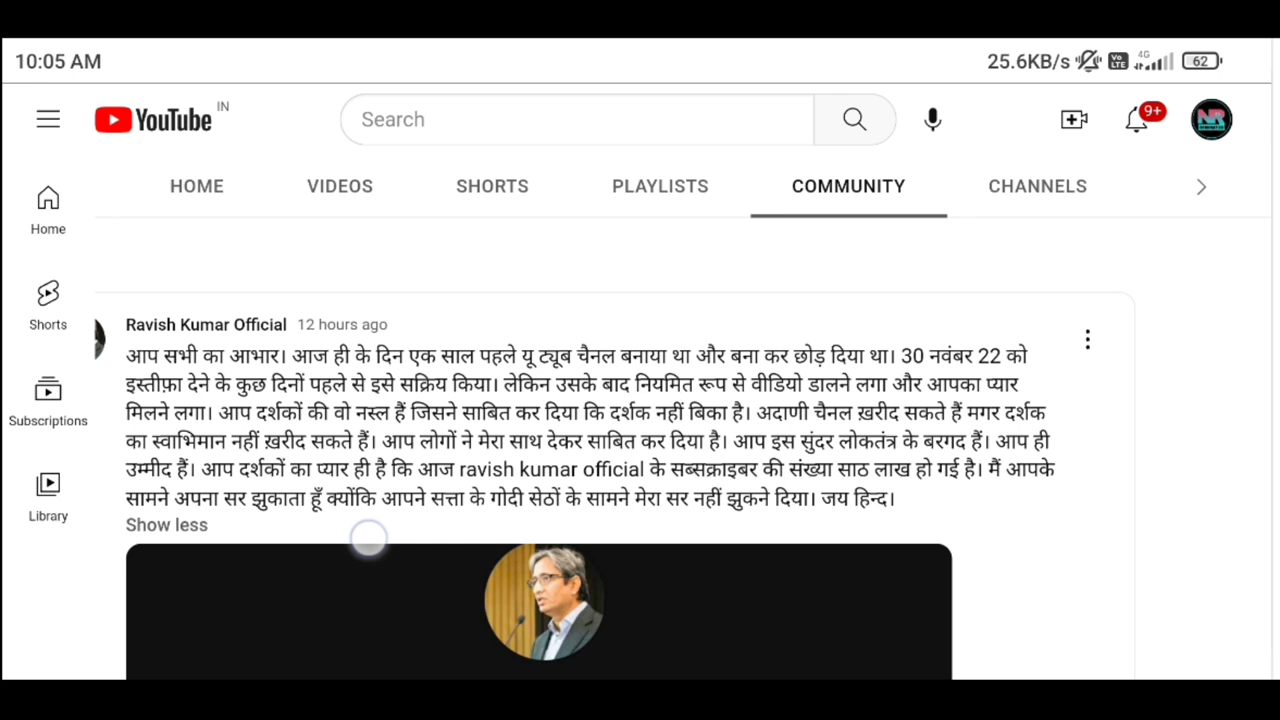 10:05 AM 25.6KB/s Vo LTE 4G 62
YouTube IN Search 9+ NR
HOME VIDEOS SHORTS PLAYLISTS COMMUNITY CHANNELS
Home
Shorts
Subscriptions
Library
Ravish Kumar Official 12 hours ago
आप सभी का आभार। आज ही के दिन एक साल पहले यू ट्यूब चैनल बनाया था और बना कर छोड़ दिया था। 30 नवंबर 22 को
इस्तीफ़ा देने के कुछ दिनों पहले से इसे सक्रिय किया। लेकिन उसके बाद नियमित रूप से वीडियो डालने लगा और आपका प्यार
मिलने लगा। आप दर्शकों की वो नस्ल हैं जिसने साबित कर दिया कि दर्शक नहीं बिका है। अदाणी चैनल ख़रीद सकते हैं मगर दर्शक
का स्वाभिमान नहीं ख़रीद सकते हैं। आप लोगों ने मेरा साथ देकर साबित कर दिया है। आप इस सुंदर लोकतंत्र के बरगद हैं। आप ही
उम्मीद हैं। आप दर्शकों का प्यार ही है कि आज ravish kumar official के सब्सक्राइबर की संख्या साठ लाख हो गई है। मैं आपके
सामने अपना सर झुकाता हूँ क्योंकि आपने सत्ता के गोदी सेठों के सामने मेरा सर नहीं झुकने दिया। जय हिन्द।
Show less